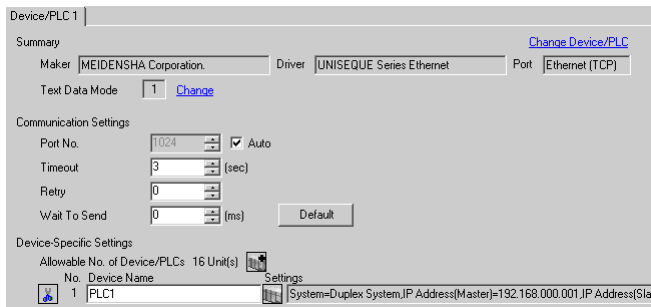 Device/PLC 1
Summary Change Device/PLC
Maker MEIDENSHA Corporation. Driver UNISEQUE Series Ethernet Port Ethernet (TCP)
Text Data Mode 1 Change
Communication Settings
Port No. 1024 Auto
Timeout 3 (sec)
Retry 0
Wait To Send 0 (ms) Default
Device-Specific Settings
Allowable No. of Device/PLCs 16 Unit(s)
No. Device Name Settings
1 PLC1 System=Duplex System,IP Address(Master)=192.168.000.001,IP Address(Sla